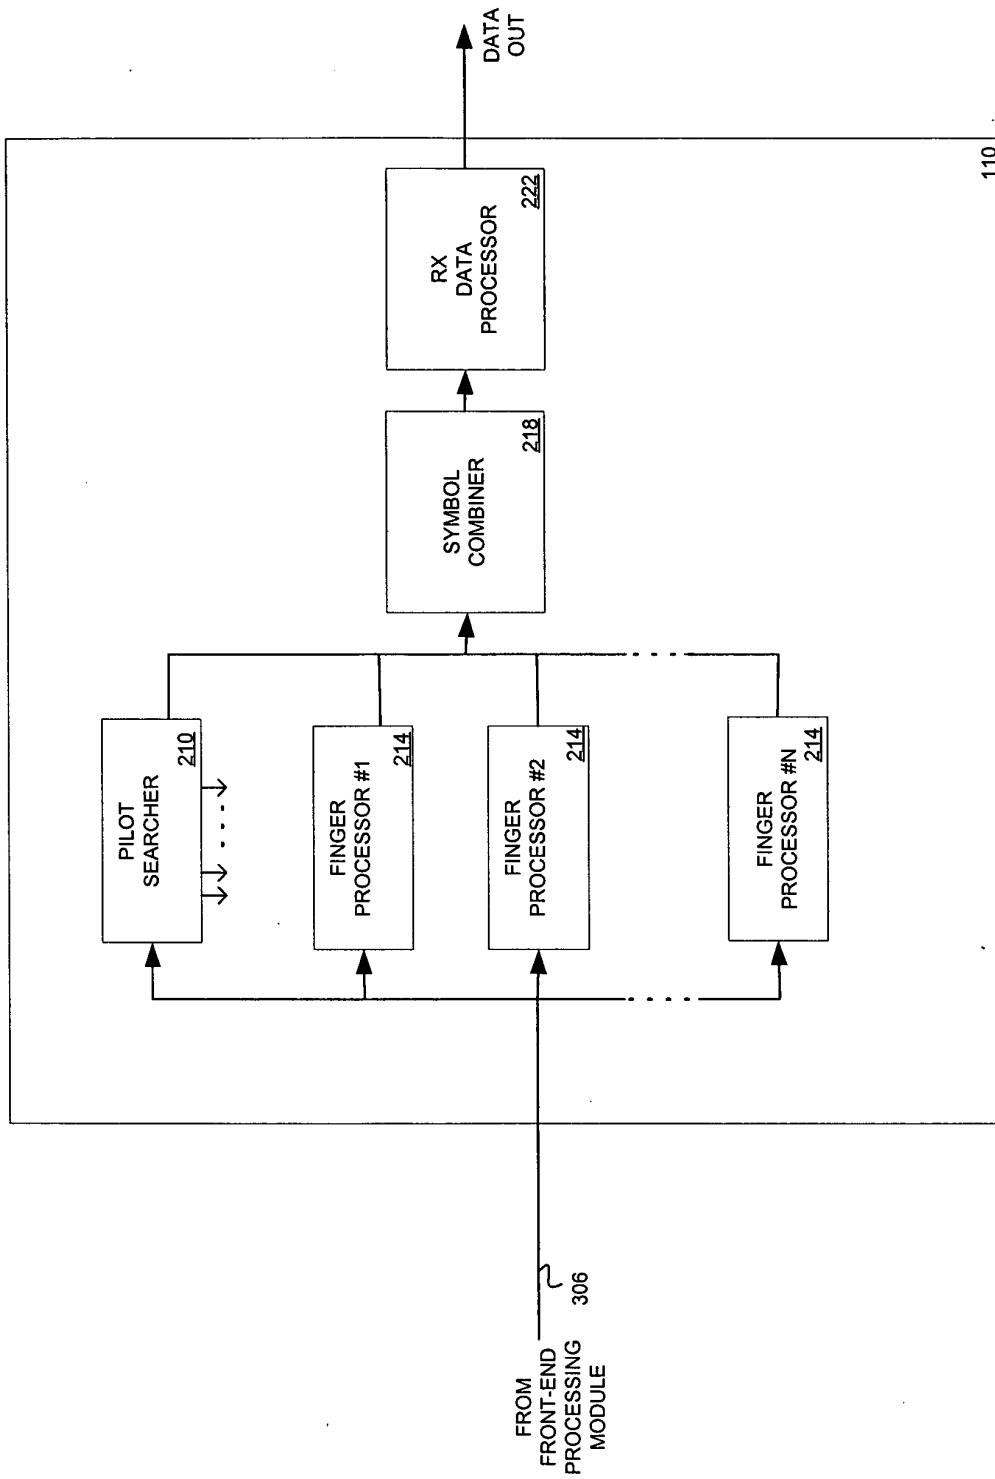 FROM
FRONT-END
PROCESSING
MODULE
306
PILOT
SEARCHER
210
FINGER
PROCESSOR #1
214
FINGER
PROCESSOR #2
214
FINGER
PROCESSOR #N
214
SYMBOL
COMBINER
218
RX
DATA
PROCESSOR
222
DATA
OUT
110